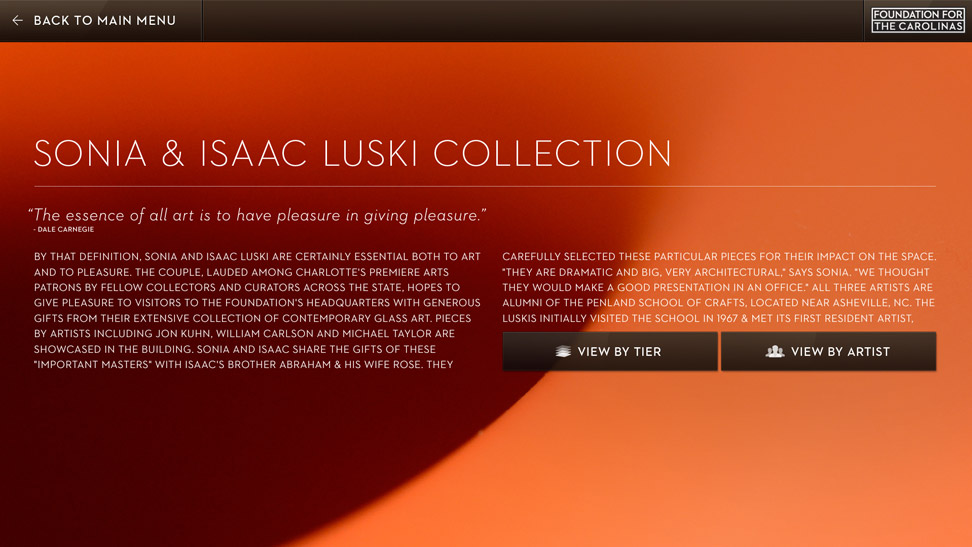 ← BACK TO MAIN MENU
FOUNDATION FOR
THE CAROLINAS
SONIA & ISAAC LUSKI COLLECTION
“The essence of all art is to have pleasure in giving pleasure.”
- DALE CARNEGIE
BY THAT DEFINITION, SONIA AND ISAAC LUSKI ARE CERTAINLY ESSENTIAL BOTH TO ART
AND TO PLEASURE. THE COUPLE, LAUDED AMONG CHARLOTTE'S PREMIERE ARTS
PATRONS BY FELLOW COLLECTORS AND CURATORS ACROSS THE STATE, HOPES TO
GIVE PLEASURE TO VISITORS TO THE FOUNDATION'S HEADQUARTERS WITH GENEROUS
GIFTS FROM THEIR EXTENSIVE COLLECTION OF CONTEMPORARY GLASS ART. PIECES
BY ARTISTS INCLUDING JON KUHN, WILLIAM CARLSON AND MICHAEL TAYLOR ARE
SHOWCASED IN THE BUILDING. SONIA AND ISAAC SHARE THE GIFTS OF THESE
"IMPORTANT MASTERS" WITH ISAAC'S BROTHER ABRAHAM & HIS WIFE ROSE. THEY
CAREFULLY SELECTED THESE PARTICULAR PIECES FOR THEIR IMPACT ON THE SPACE.
"THEY ARE DRAMATIC AND BIG, VERY ARCHITECTURAL," SAYS SONIA. "WE THOUGHT
THEY WOULD MAKE A GOOD PRESENTATION IN AN OFFICE." ALL THREE ARTISTS ARE
ALUMNI OF THE PENLAND SCHOOL OF CRAFTS, LOCATED NEAR ASHEVILLE, NC. THE
LUSKIS INITIALLY VISITED THE SCHOOL IN 1967 & MET ITS FIRST RESIDENT ARTIST,
VIEW BY TIER
VIEW BY ARTIST